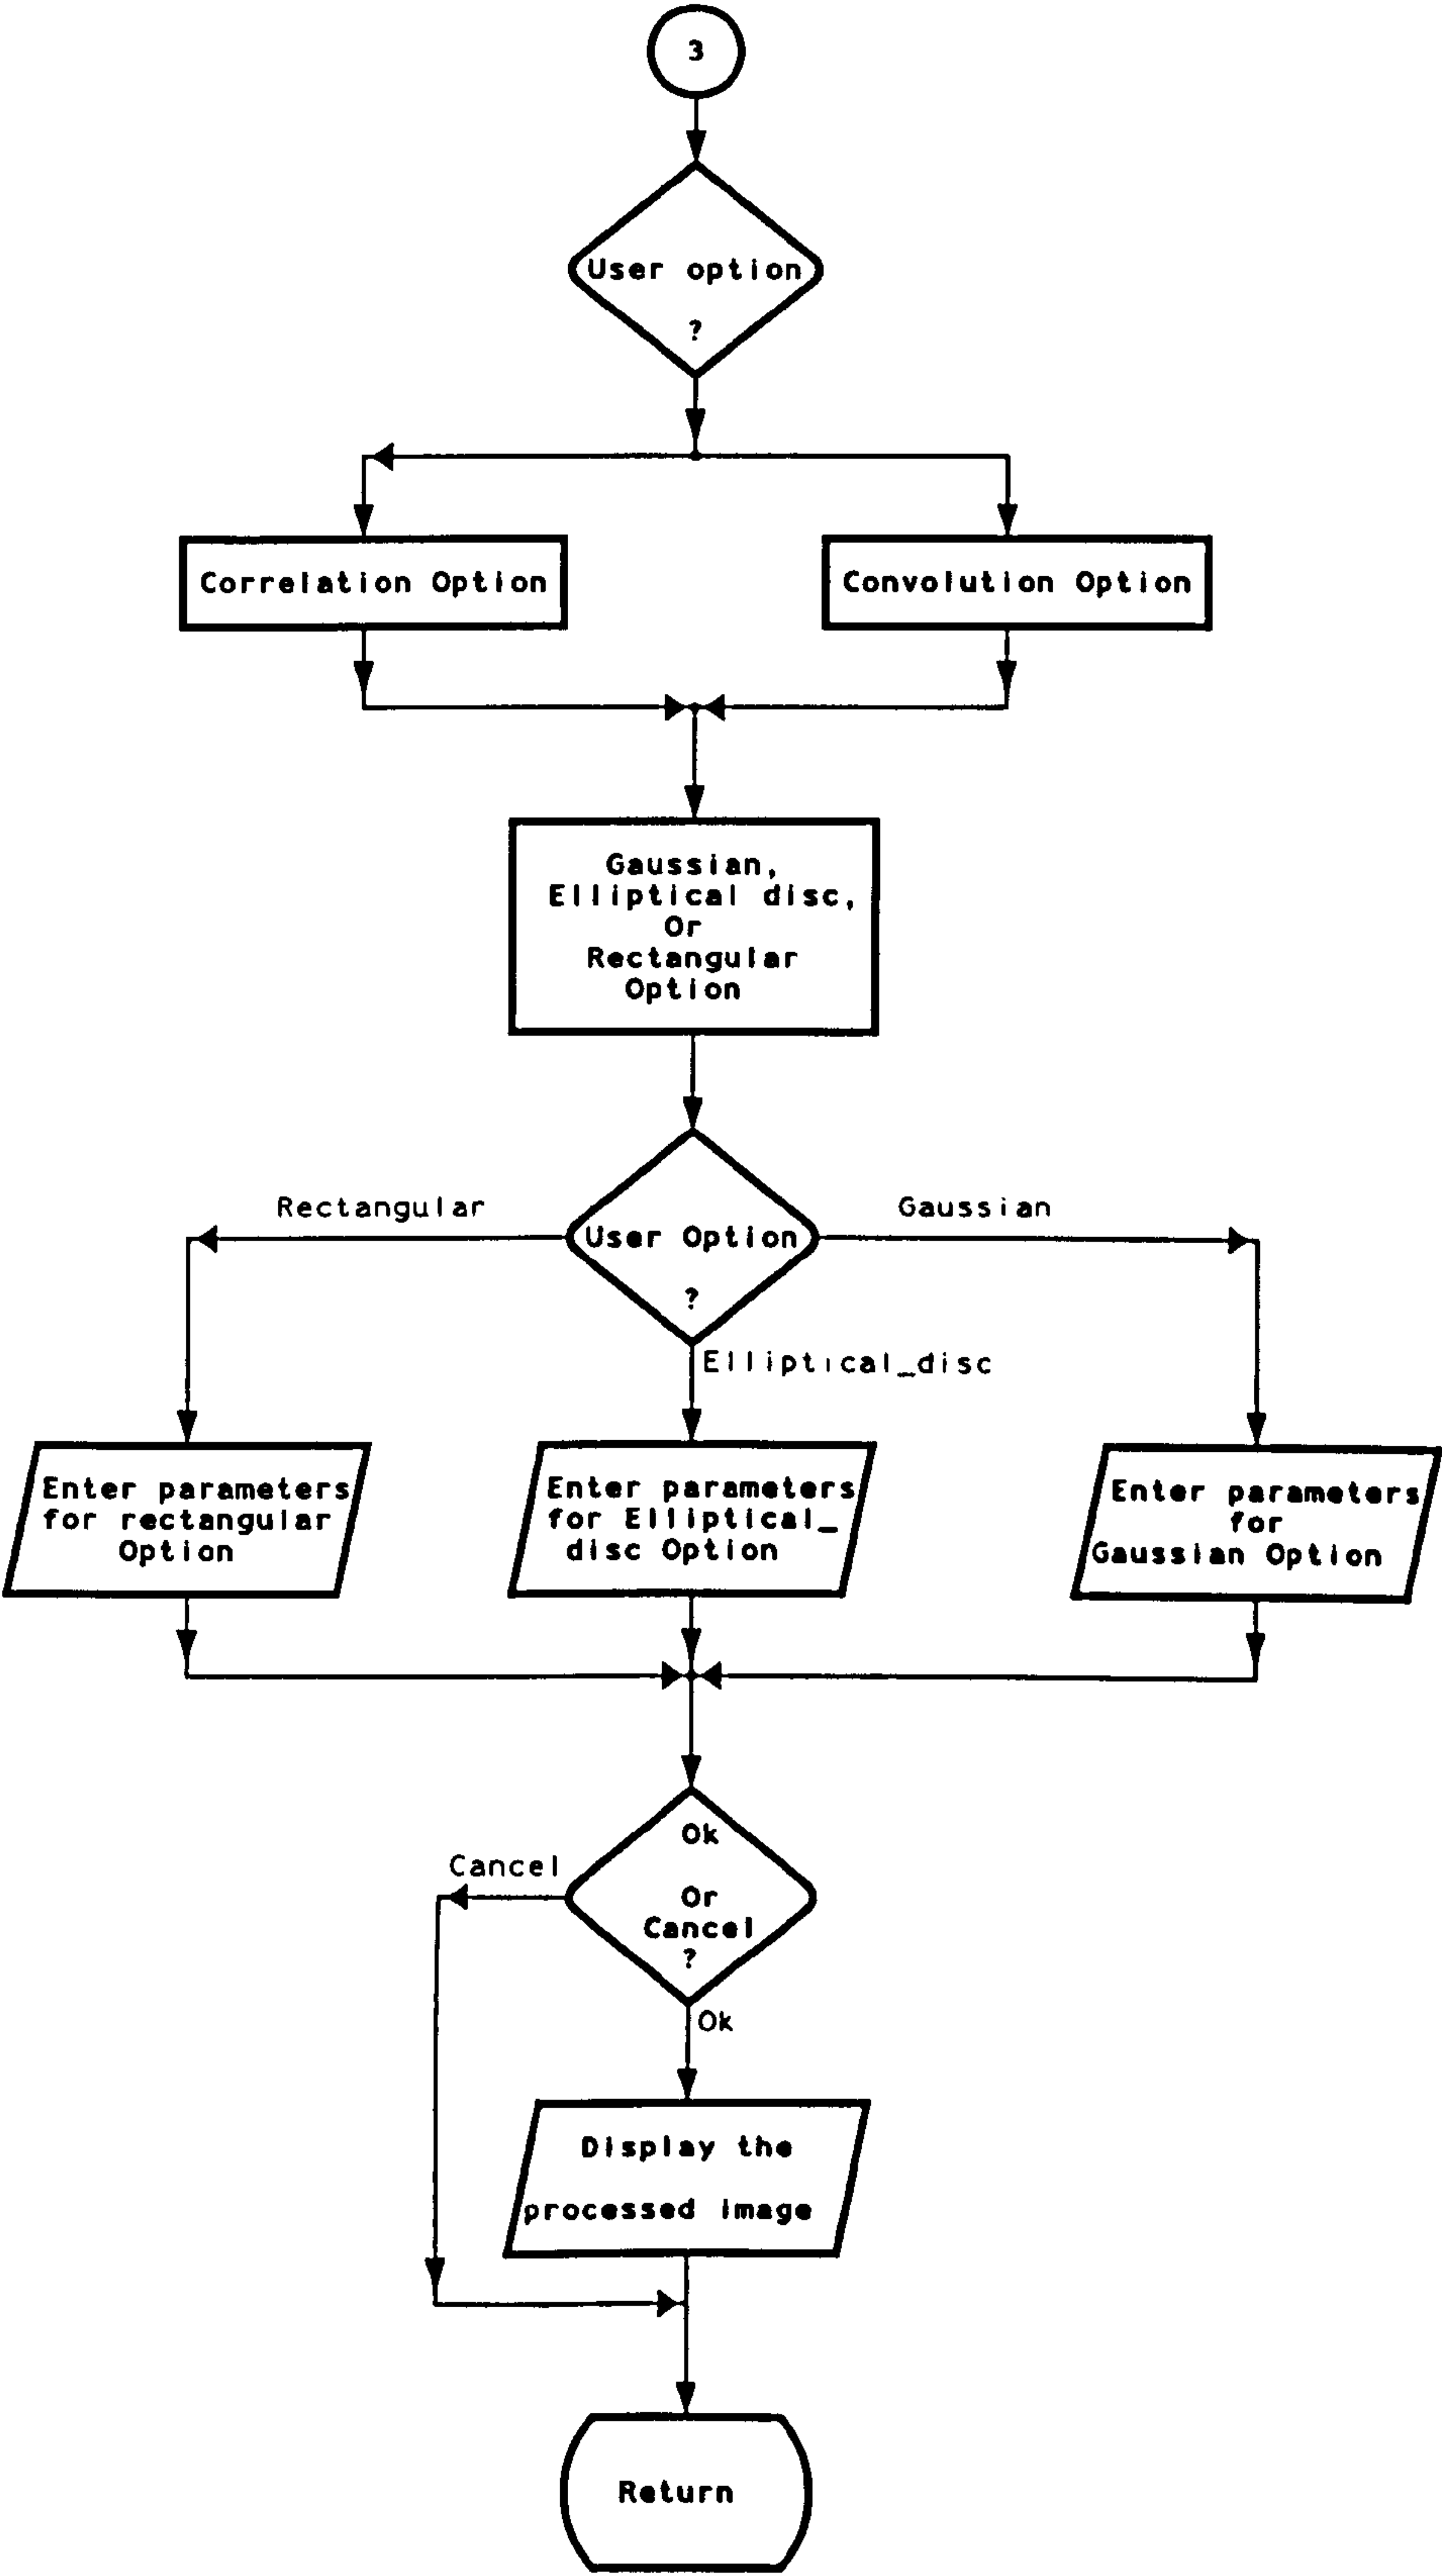 3
User option
?
Correlation Option
Convolution Option
Gaussian,
Elliptical disc,
Or
Rectangular
Option
Rectangular
Gaussian
User Option
?
Elliptical_disc
Enter parameters
for rectangular
Option
Enter parameters
for Elliptical_
disc Option
Enter parameters
for
Gaussian Option
Ok
Or
Cancel
?
Cancel
Ok
Display the
processed image
Return